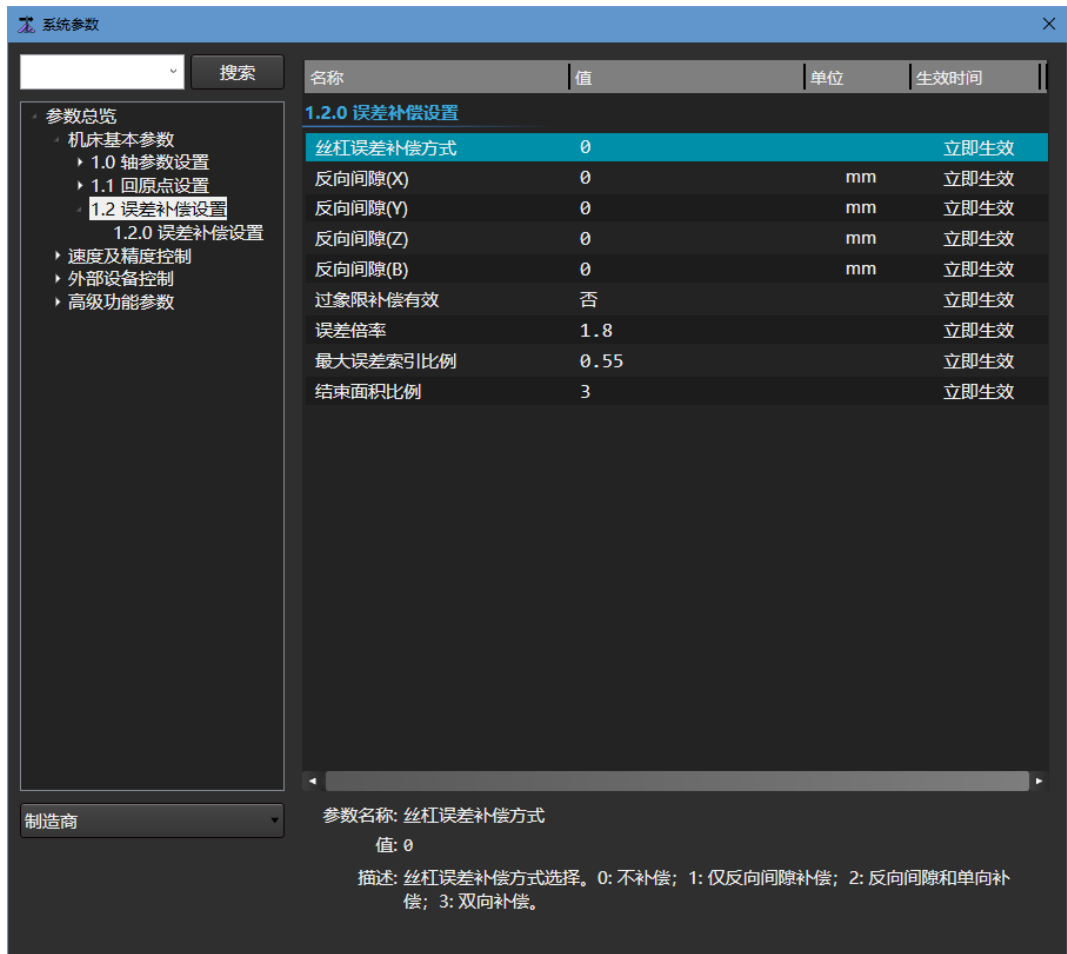 系统参数
搜索
参数总览
机床基本参数
1.0 轴参数设置
1.1 回原点设置
1.2 误差补偿设置
1.2.0 误差补偿设置
速度及精度控制
外部设备控制
高级功能参数
制造商
名称 值 单位 生效时间
1.2.0 误差补偿设置
丝杠误差补偿方式 0 立即生效
反向间隙(X) 0 mm 立即生效
反向间隙(Y) 0 mm 立即生效
反向间隙(Z) 0 mm 立即生效
反向间隙(B) 0 mm 立即生效
过象限补偿有效 否 立即生效
误差倍率 1.8 立即生效
最大误差索引比例 0.55 立即生效
结束面积比例 3 立即生效
参数名称: 丝杠误差补偿方式
值: 0
描述: 丝杠误差补偿方式选择。0: 不补偿；1: 仅反向间隙补偿；2: 反向间隙和单向补
偿；3: 双向补偿。